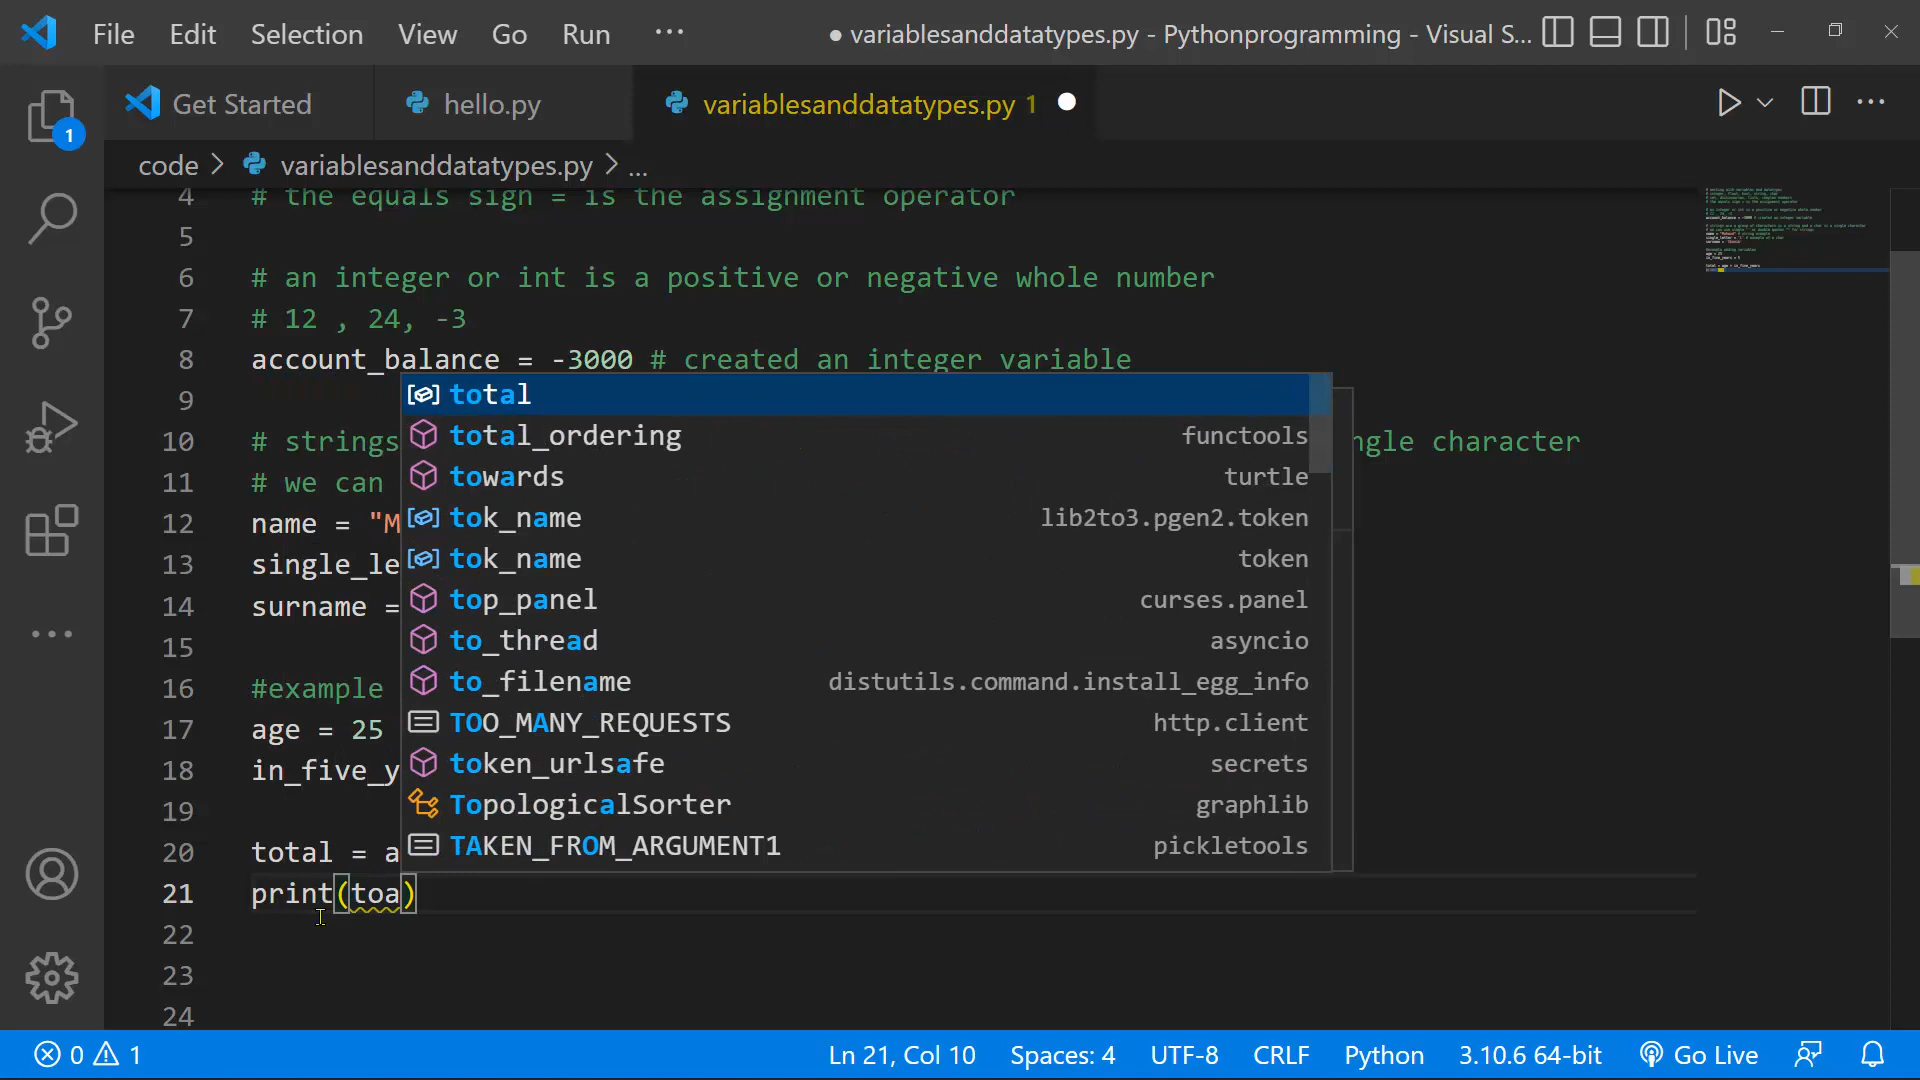 File Edit Selection View Go Run ··· ● variablesanddatatypes.py - Pythonprogramming - Visual S...
Get Started hello.py variablesanddatatypes.py 1
code > variablesanddatatypes.py > ...
1
4 # the equals sign = is the assignment operator
5
6 # an integer or int is a positive or negative whole number
7 # 12 , 24, -3
8 account_balance = -3000 # created an integer variable
9
total
10 # strings ngle character
total_ordering functools
11 # we can
towards turtle
12 name = "M
tok_name lib2to3.pgen2.token
13 single_le
tok_name token
14 surname =
top_panel curses.panel
15
to_thread asyncio
16 #example
to_filename distutils.command.install_egg_info
17 age = 25
TOO_MANY_REQUESTS http.client
18 in_five_y
token_urlsafe secrets
19
TopologicalSorter graphlib
20 total = a
TAKEN_FROM_ARGUMENT1 pickletools
21 print(toa)
22
23
24
0 1 Ln 21, Col 10 Spaces: 4 UTF-8 CRLF Python 3.10.6 64-bit Go Live